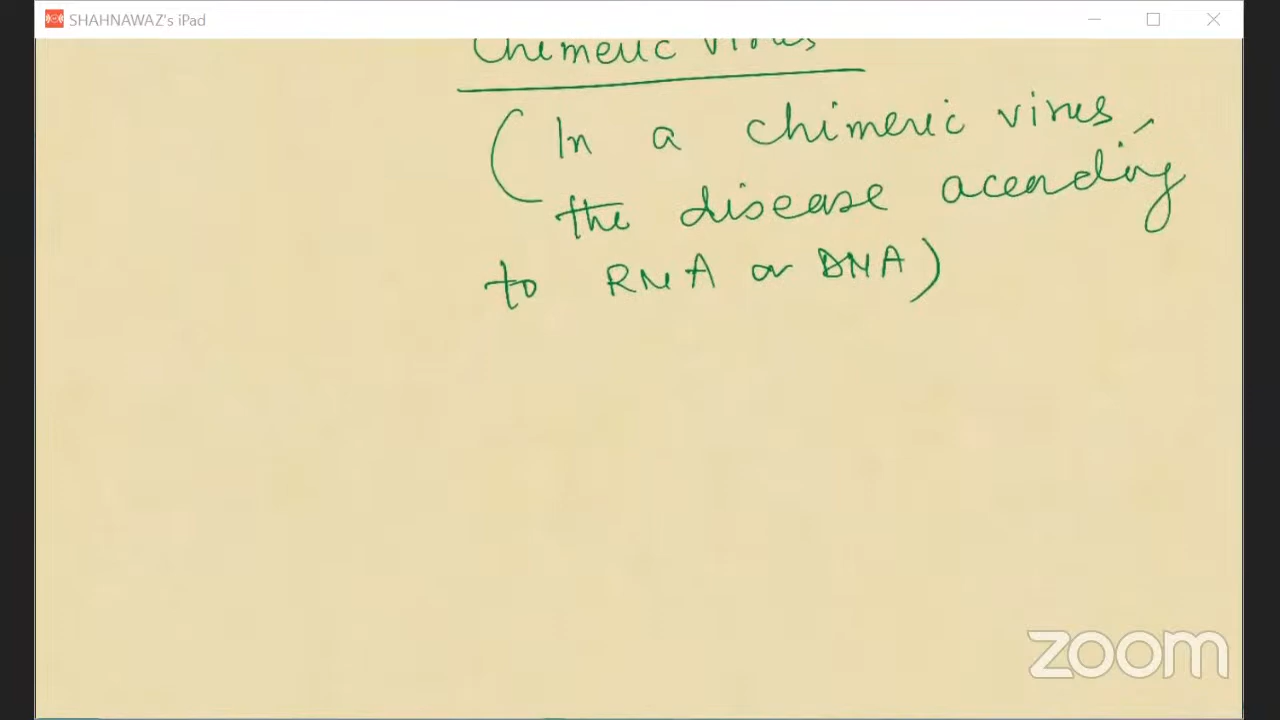 SHAHNAWAZ's iPad
Chimeric virus
(In a chimeric virus,
the disease according
to RNA or DNA)
zoom